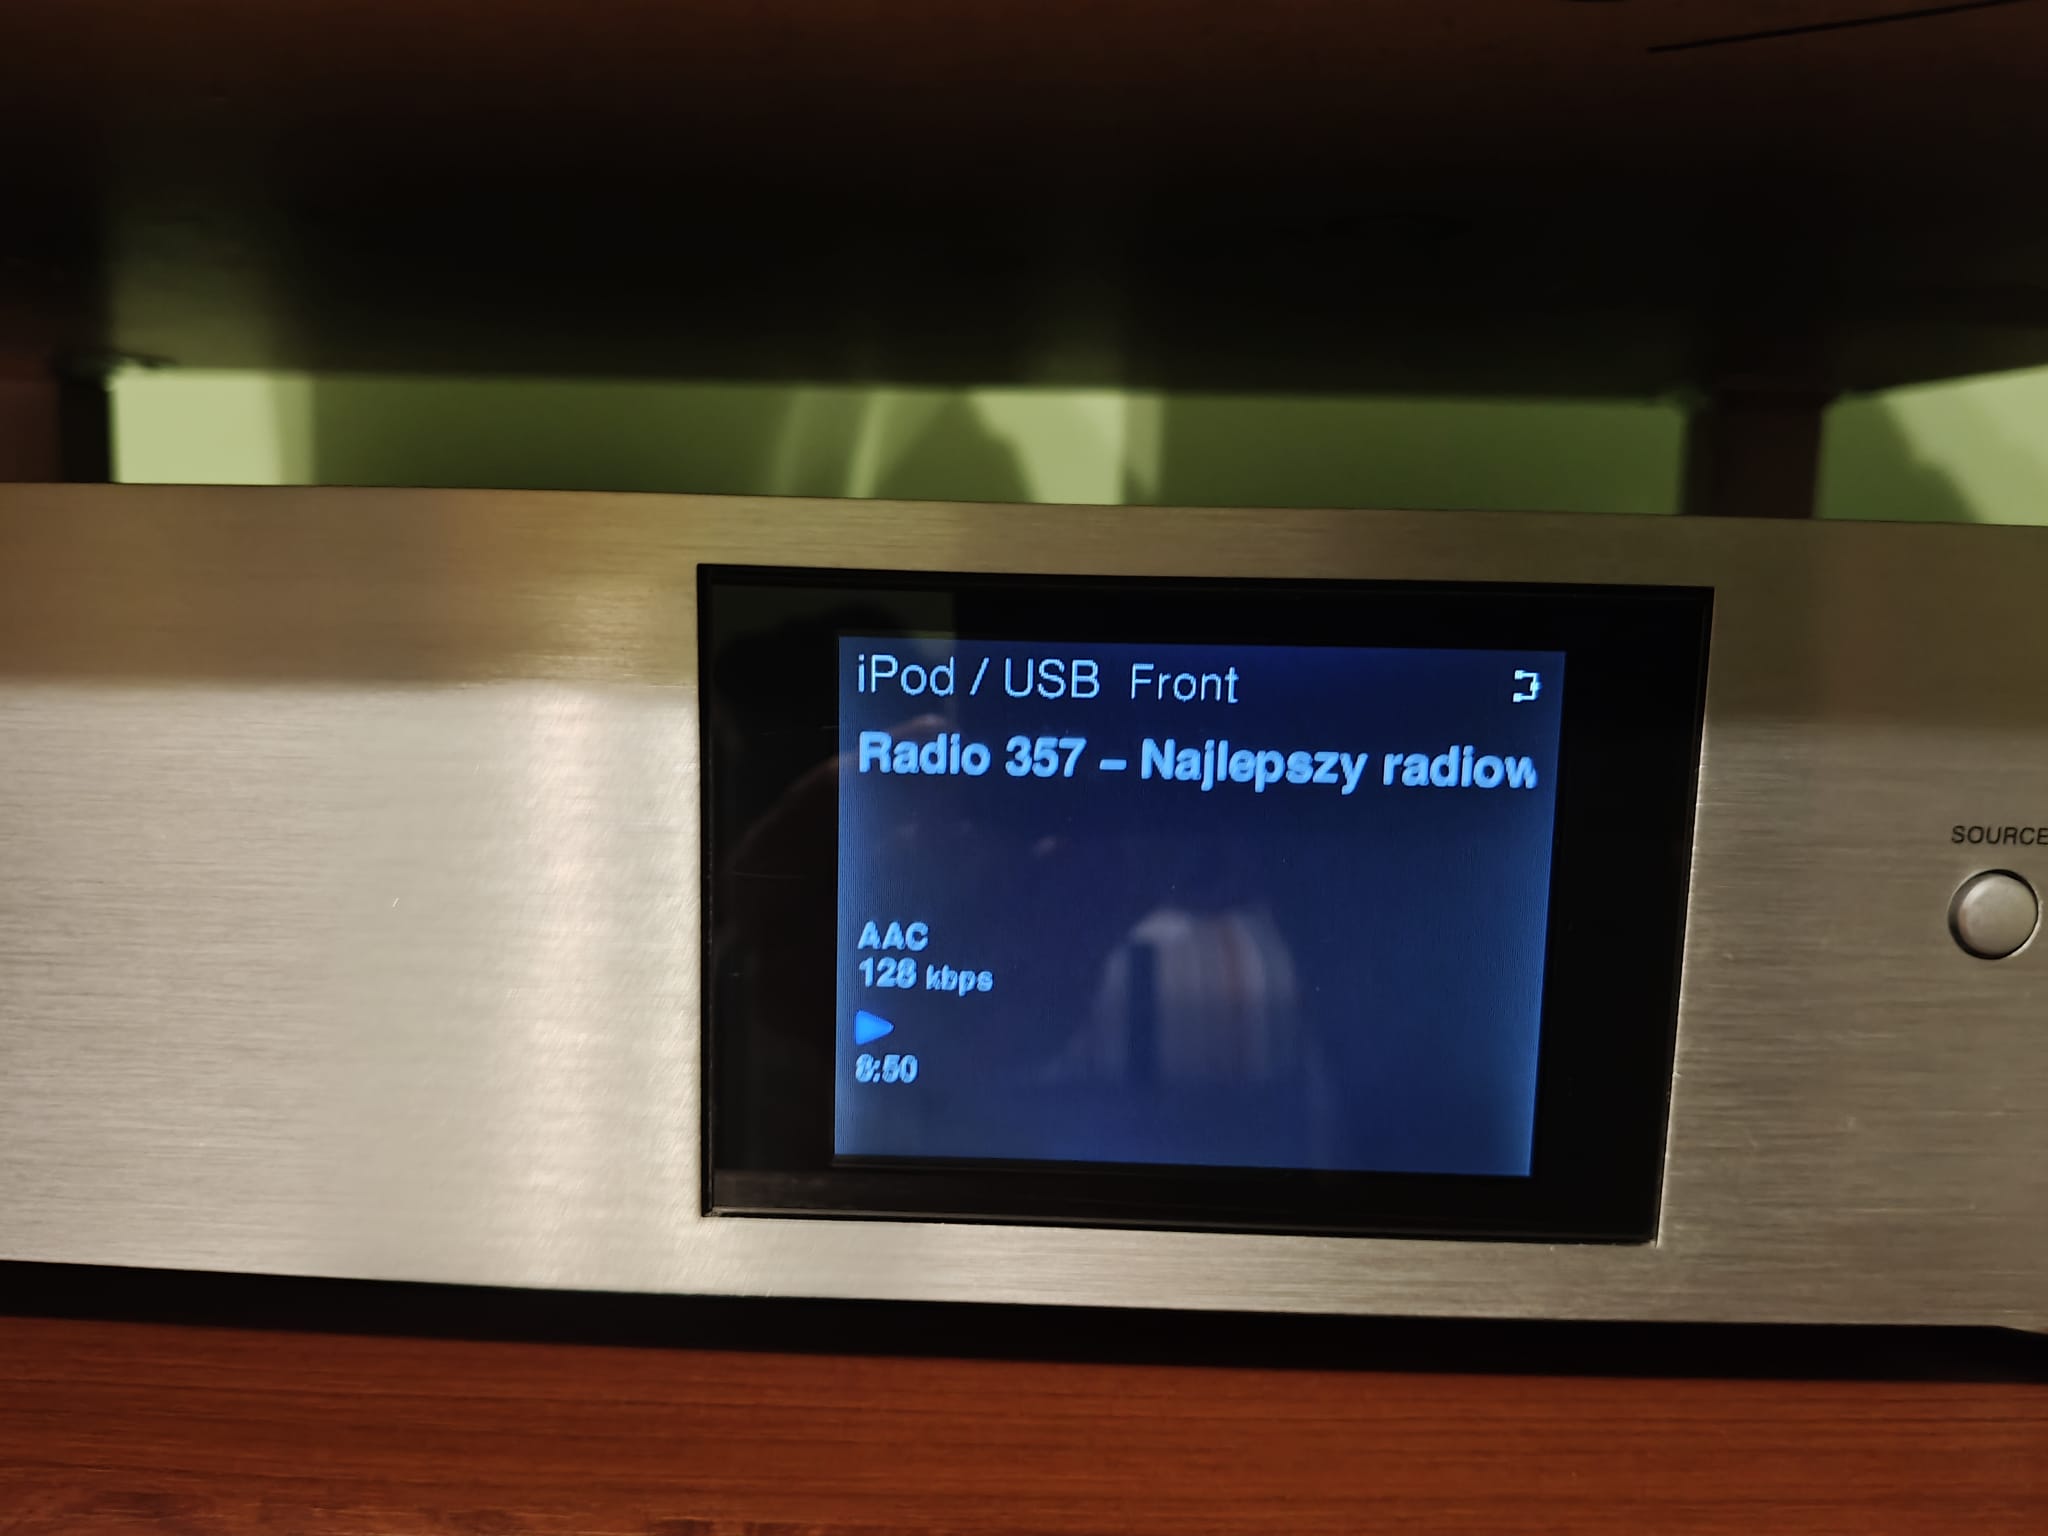 iPod / USB Front
Radio 357 – Najlepszy radiow
AAC
128 kbps
8:50
SOURCE